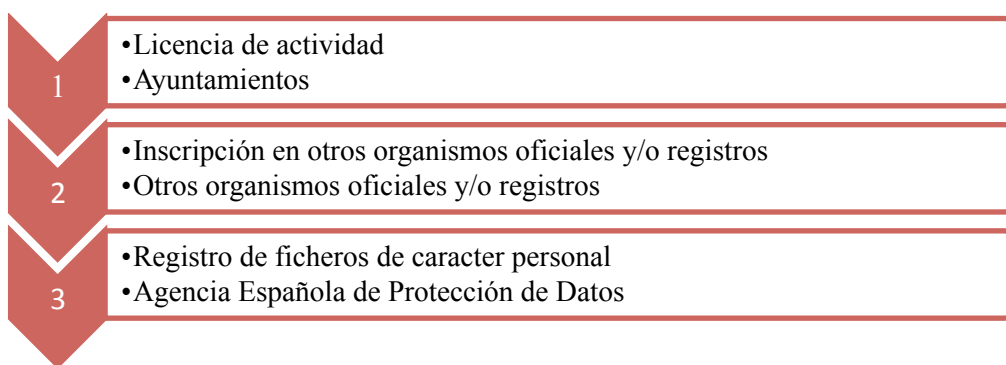 1
•Licencia de actividad
•Ayuntamientos
2
•Inscripción en otros organismos oficiales y/o registros
•Otros organismos oficiales y/o registros
3
•Registro de ficheros de caracter personal
•Agencia Española de Protección de Datos